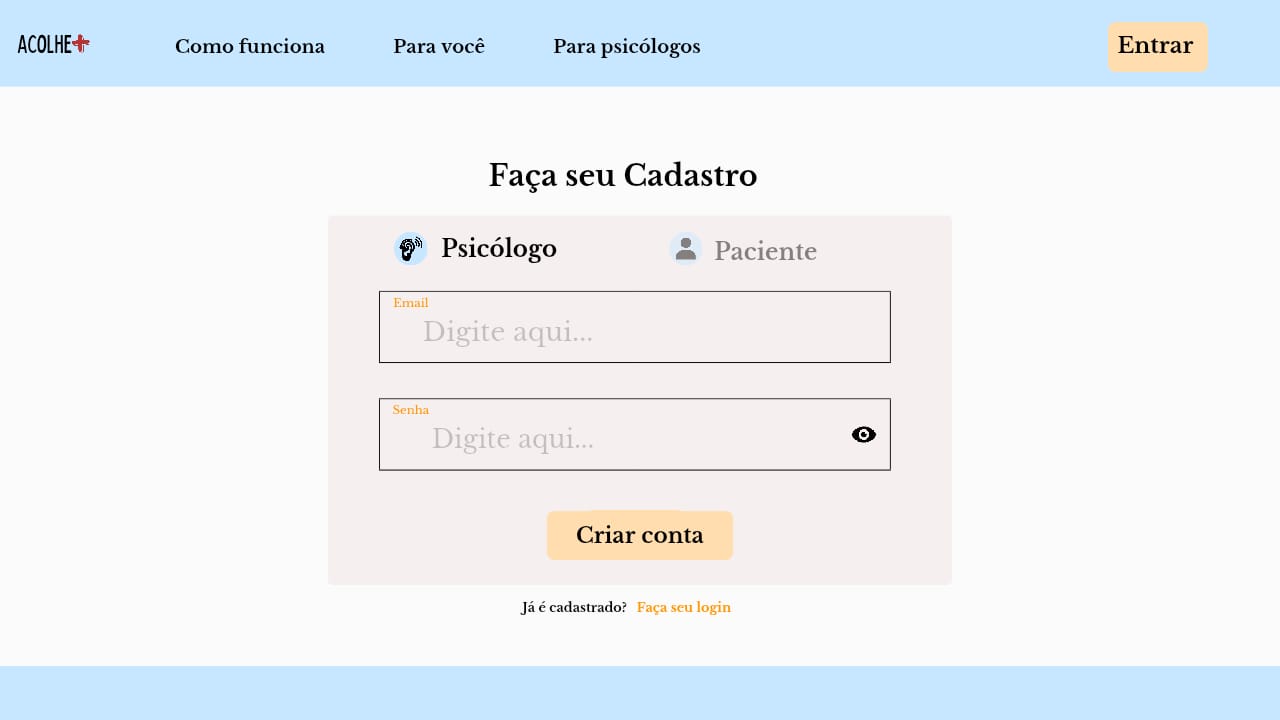 ACOLHE+
Como funciona
Para você
Para psicólogos
Entrar
Faça seu Cadastro
Psicólogo
Paciente
Email
Digite aqui...
Senha
Digite aqui...
Criar conta
Já é cadastrado? Faça seu login